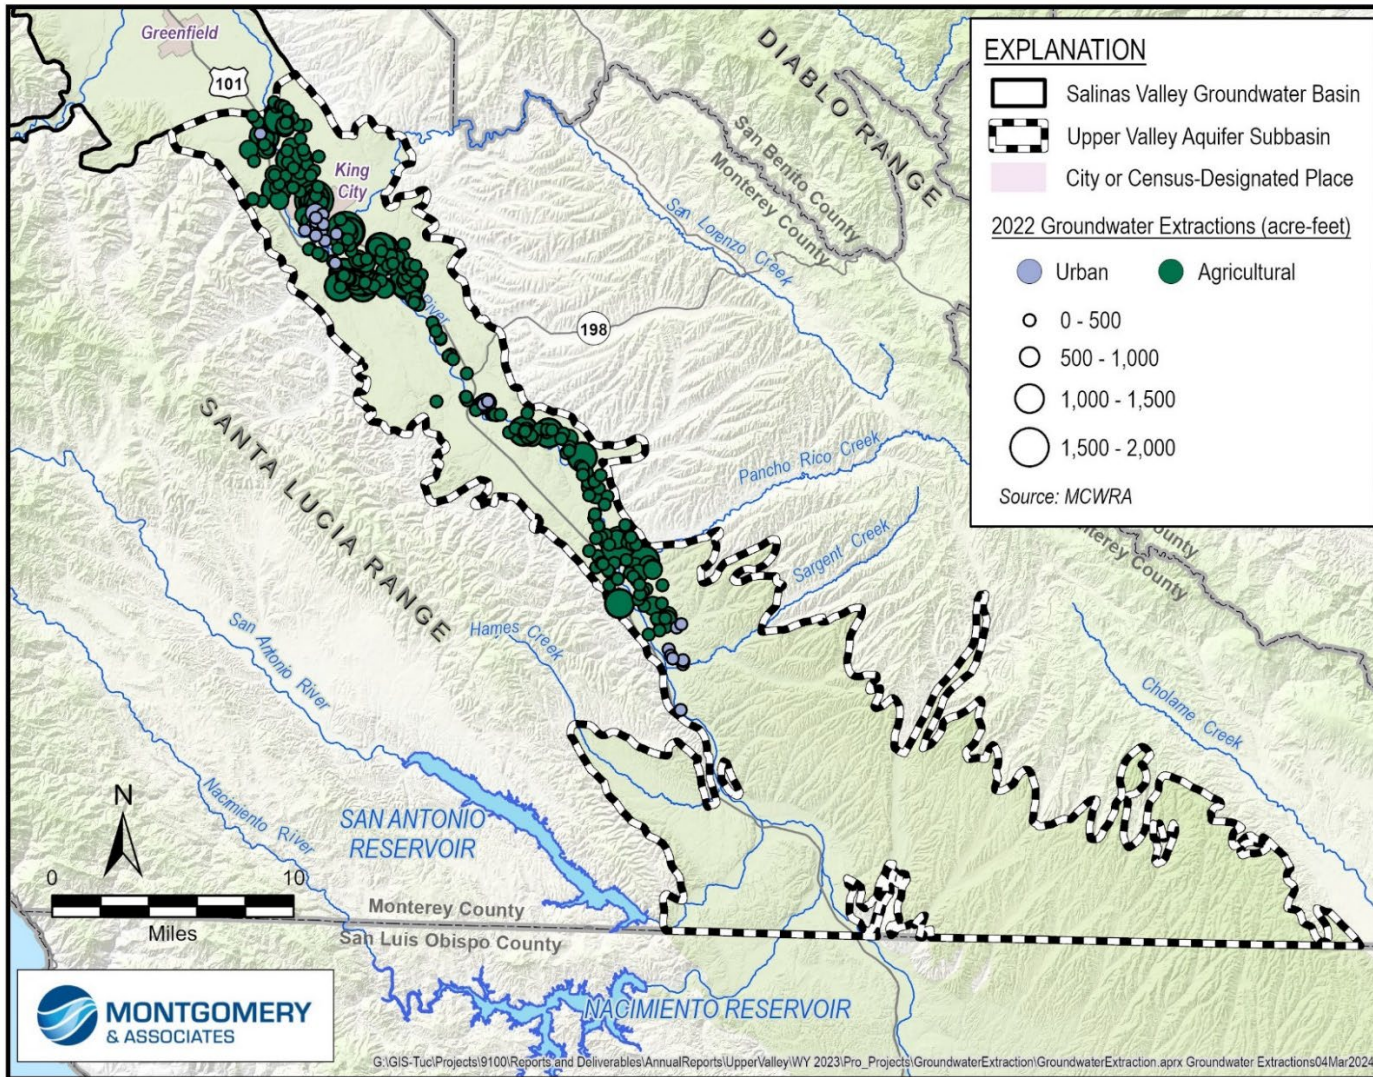 Greenfield
101
DIABLO RANGE
San Benito County
Monterey County
King
City
San Lorenzo Creek
River
198
SANTA LUCIA RANGE
Pancho Rico Creek
Sargent Creek
Hames Creek
San Antonio River
Nacimiento River
Cholame Creek
County
Monterey County
SAN ANTONIO
RESERVOIR
N
0 10
Miles
Monterey County
San Luis Obispo County
NACIMIENTO RESERVOIR
EXPLANATION
Salinas Valley Groundwater Basin
Upper Valley Aquifer Subbasin
City or Census-Designated Place
2022 Groundwater Extractions (acre-feet)
Urban Agricultural
0 - 500
500 - 1,000
1,000 - 1,500
1,500 - 2,000
Source: MCWRA
MONTGOMERY
& ASSOCIATES
G:\GIS-Tuc\Projects\9100\Reports and Deliverables\AnnualReports\UpperValley\WY 2023\Pro_Projects\GroundwaterExtraction\GroundwaterExtraction.aprx Groundwater Extractions04Mar2024